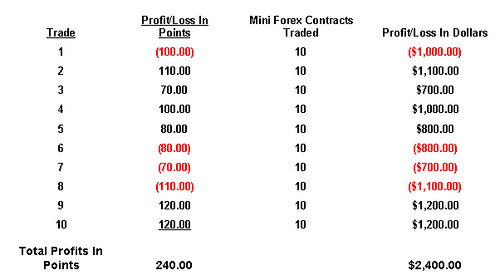 Trade Profit/Loss In Points Mini Forex Contracts Traded Profit/Loss In Dollars
1 (100.00) 10 ($1,000.00)
2 110.00 10 $1,100.00
3 70.00 10 $700.00
4 100.00 10 $1,000.00
5 80.00 10 $800.00
6 (80.00) 10 ($800.00)
7 (70.00) 10 ($700.00)
8 (110.00) 10 ($1,100.00)
9 120.00 10 $1,200.00
10 120.00 10 $1,200.00
Total Profits In
Points 240.00 $2,400.00